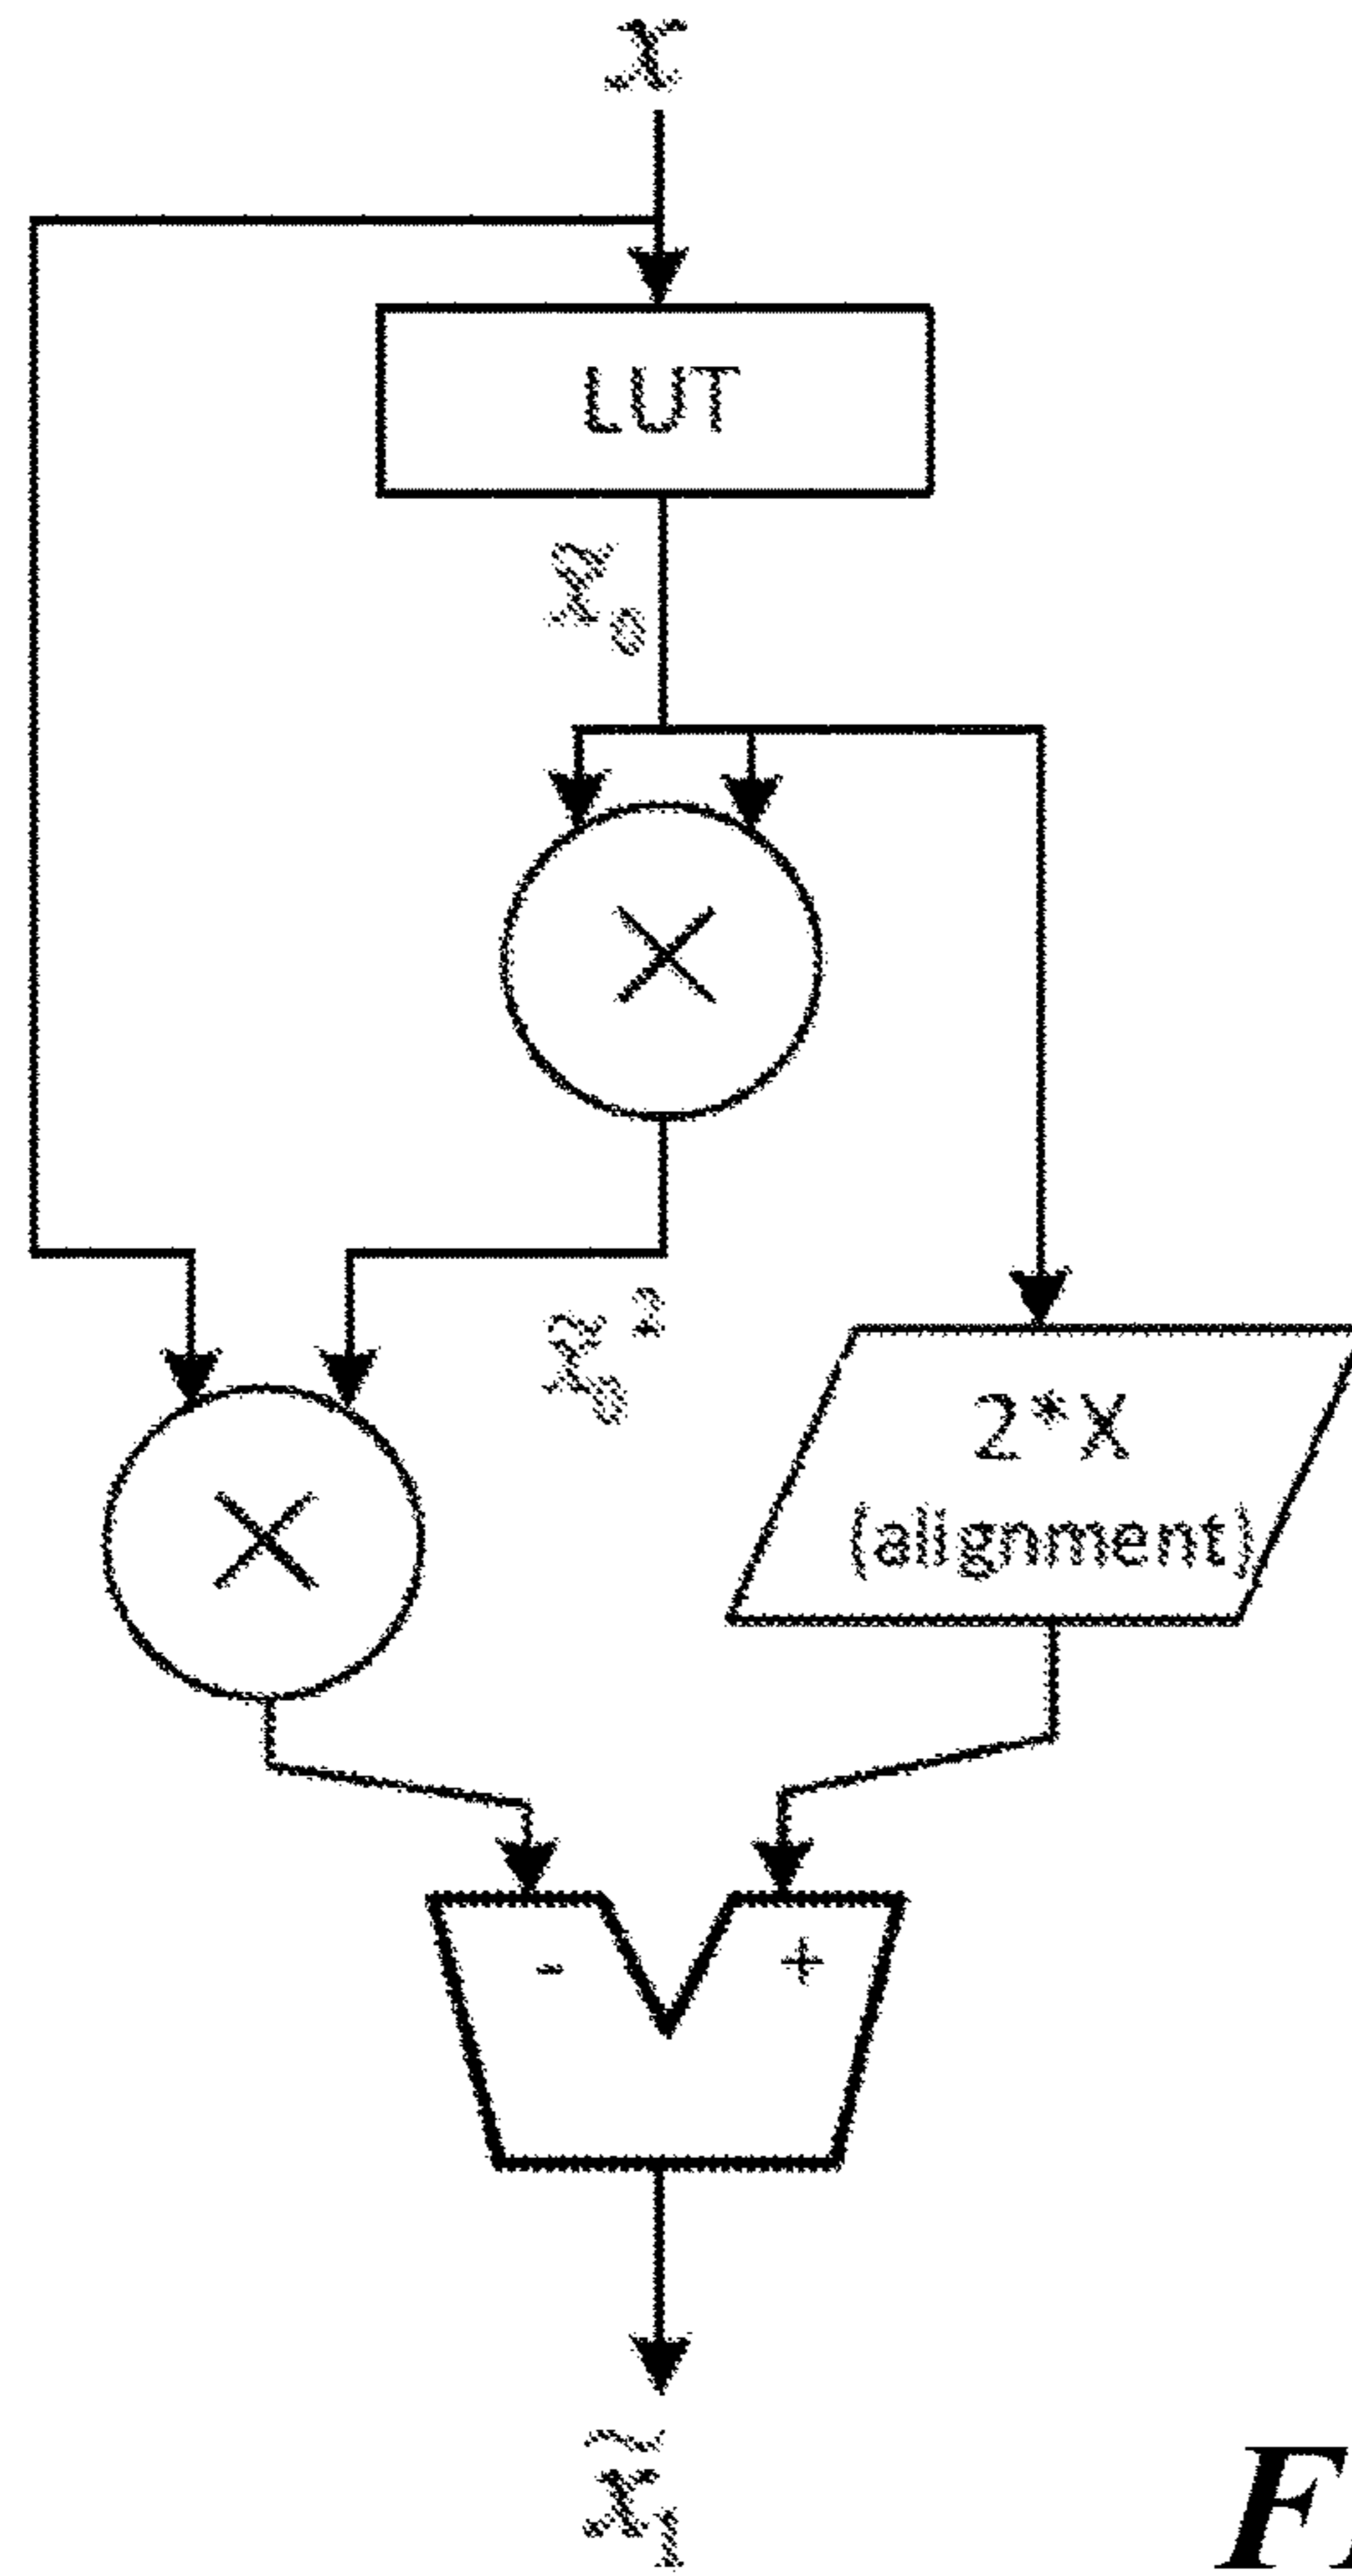 x
LUT
x̃₀
×
x̃₀²
×
2*X
(alignment)
- +
x̃₁